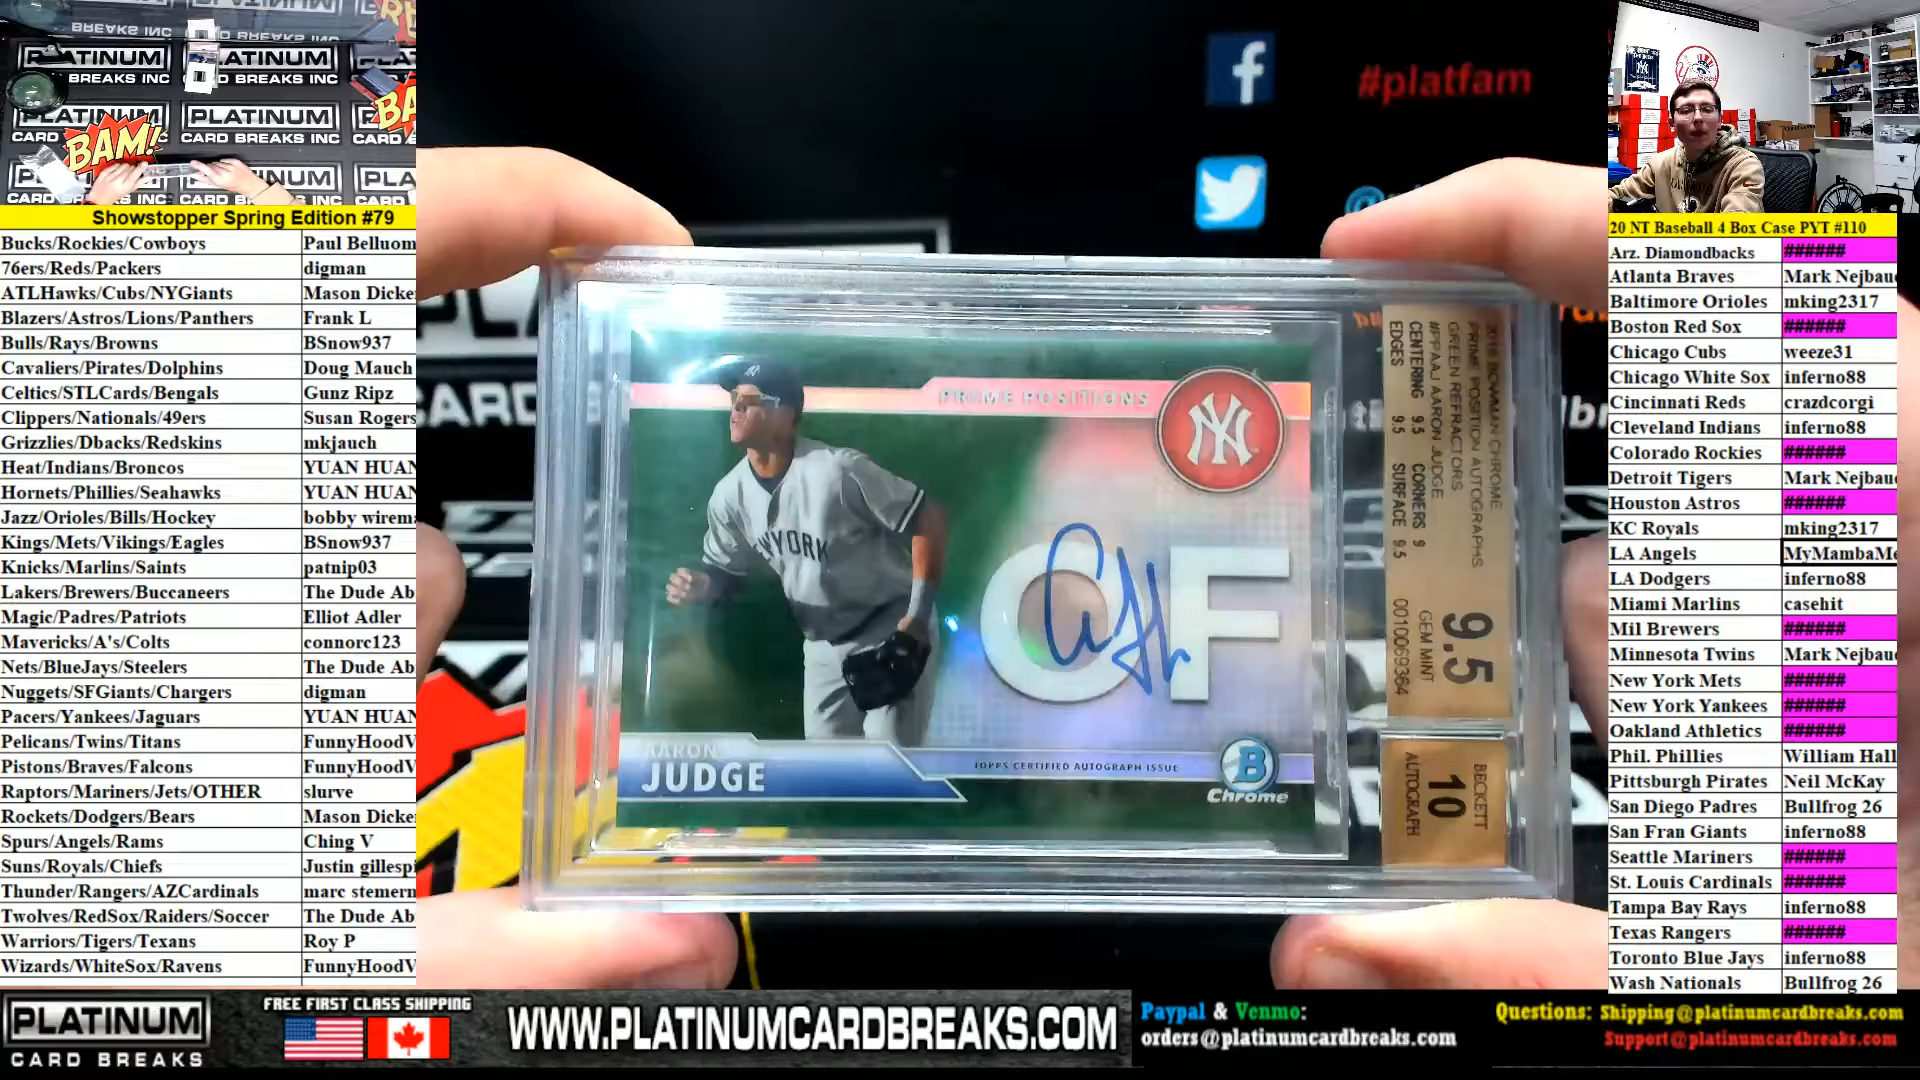 PLATINUM
CARD BREAKS INC
BAM!
Showstopper Spring Edition #79
Bucks/Rockies/Cowboys Paul Belluom
76ers/Reds/Packers digman
ATLHawks/Cubs/NYGiants Mason Dicke
Blazers/Astros/Lions/Panthers Frank L
Bulls/Rays/Browns BSnow937
Cavaliers/Pirates/Dolphins Doug Mauch
Celtics/STLCards/Bengals Gunz Ripz
Clippers/Nationals/49ers Susan Rogers
Grizzlies/Dbacks/Redskins mkjauch
Heat/Indians/Broncos YUAN HUAN
Hornets/Phillies/Seahawks YUAN HUAN
Jazz/Orioles/Bills/Hockey bobby wirema
Kings/Mets/Vikings/Eagles BSnow937
Knicks/Marlins/Saints patnip03
Lakers/Brewers/Buccaneers The Dude Ab
Magic/Padres/Patriots Elliot Adler
Mavericks/A's/Colts connorc123
Nets/BlueJays/Steelers The Dude Ab
Nuggets/SFGiants/Chargers digman
Pacers/Yankees/Jaguars YUAN HUAN
Pelicans/Twins/Titans FunnyHoodV
Pistons/Braves/Falcons FunnyHoodV
Raptors/Mariners/Jets/OTHER slurve
Rockets/Dodgers/Bears Mason Dicke
Spurs/Angels/Rams Ching V
Suns/Royals/Chiefs Justin gillespi
Thunder/Rangers/AZCardinals marc stemern
Twolves/RedSox/Raiders/Soccer The Dude Ab
Warriors/Tigers/Texans Roy P
Wizards/WhiteSox/Ravens FunnyHoodV
#platfam
PRIME POSITIONS
NY
NEW YORK
OF
AARON
JUDGE
TOPPS CERTIFIED AUTOGRAPH ISSUE
B
Chrome
2016 BOWMAN CHROME
PRIME POSITION AUTOGRAPHS
GREEN REFRACTORS
#PPAAJ AARON JUDGE
CENTERING 9.5 CORNERS 9
EDGES 9.5 SURFACE 9.5
9.5
GEM MINT
0010069364
BECKETT
10
AUTOGRAPH
20 NT Baseball 4 Box Case PYT #110
Arz. Diamondbacks ######
Atlanta Braves Mark Nejbau
Baltimore Orioles mking2317
Boston Red Sox ######
Chicago Cubs weeze31
Chicago White Sox inferno88
Cincinnati Reds crazdcorgi
Cleveland Indians inferno88
Colorado Rockies ######
Detroit Tigers Mark Nejbau
Houston Astros ######
KC Royals mking2317
LA Angels MyMambaMe
LA Dodgers inferno88
Miami Marlins casehit
Mil Brewers ######
Minnesota Twins Mark Nejbau
New York Mets ######
New York Yankees ######
Oakland Athletics ######
Phil. Phillies William Hall
Pittsburgh Pirates Neil McKay
San Diego Padres Bullfrog 26
San Fran Giants inferno88
Seattle Mariners ######
St. Louis Cardinals ######
Tampa Bay Rays inferno88
Texas Rangers ######
Toronto Blue Jays inferno88
Wash Nationals Bullfrog 26
PLATINUM
CARD BREAKS
FREE FIRST CLASS SHIPPING
WWW.PLATINUMCARDBREAKS.COM
Paypal & Venmo:
orders@platinumcardbreaks.com
Questions: Shipping@platinumcardbreaks.com
Support@platinumcardbreaks.com